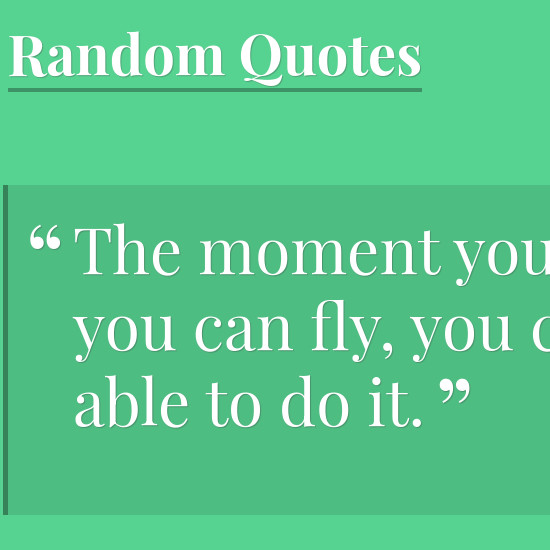 Random Quotes
“The moment you
you can fly, you
able to do it.”